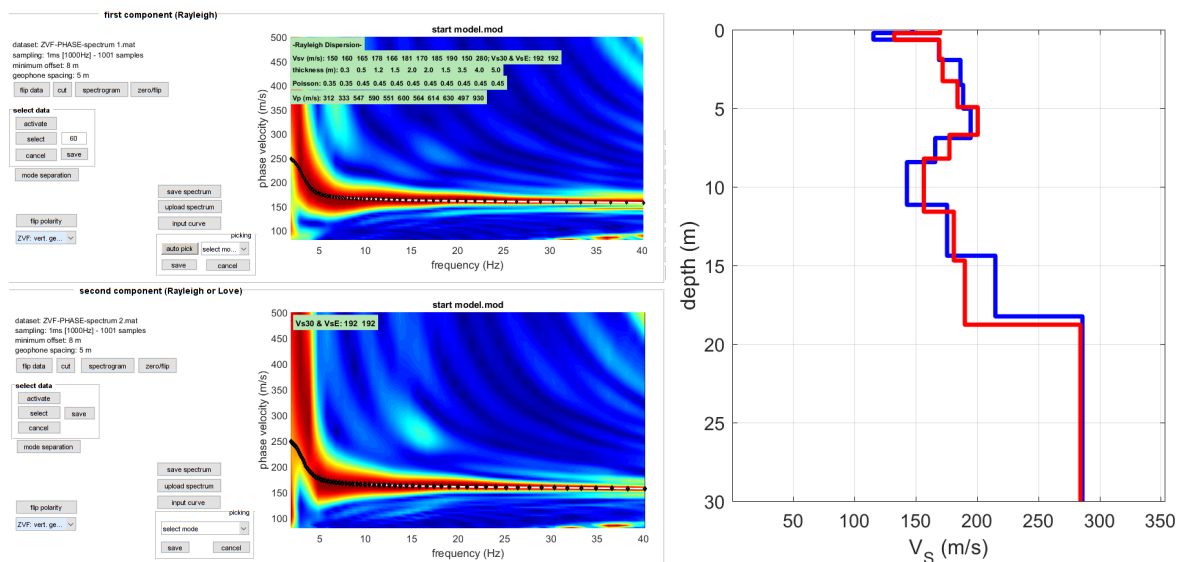 first component (Rayleigh)
dataset: ZVF-PHASE-spectrum 1.mat
sampling: 1ms [1000Hz] - 1001 samples
minimum offset: 8 m
geophone spacing: 5 m
flip data cut spectrogram zero/flip
select data
activate
select 60
cancel save
mode separation
save spectrum
upload spectrum
input curve
flip polarity
ZVF: vert. ge...
picking
auto pick select mo...
save cancel
start model.mod
-Rayleigh Dispersion-
Vsv (m/s): 150 160 165 178 166 181 170 185 190 150 280; Vs30 & VsE: 192 192
thickness (m): 0.3 0.5 1.2 1.5 2.0 2.0 1.5 3.5 4.0 5.0
Poisson: 0.35 0.35 0.45 0.45 0.45 0.45 0.45 0.45 0.45 0.45 0.45
Vp (m/s): 312 333 547 590 551 600 564 614 630 497 930
phase velocity (m/s)
500
450
400
350
300
250
200
150
100
5 10 15 20 25 30 35 40
frequency (Hz)
second component (Rayleigh or Love)
dataset: ZVF-PHASE-spectrum 2.mat
sampling: 1ms [1000Hz] - 1001 samples
minimum offset: 8 m
geophone spacing: 5 m
flip data cut spectrogram zero/flip
select data
activate
select save
cancel
mode separation
save spectrum
upload spectrum
input curve
flip polarity
ZVF: vert. ge...
picking
select mode
save cancel
start model.mod
Vs30 & VsE: 192 192
phase velocity (m/s)
500
450
400
350
300
250
200
150
100
5 10 15 20 25 30 35 40
frequency (Hz)
depth (m)
0
5
10
15
20
25
30
50 100 150 200 250 300 350
V_S (m/s)